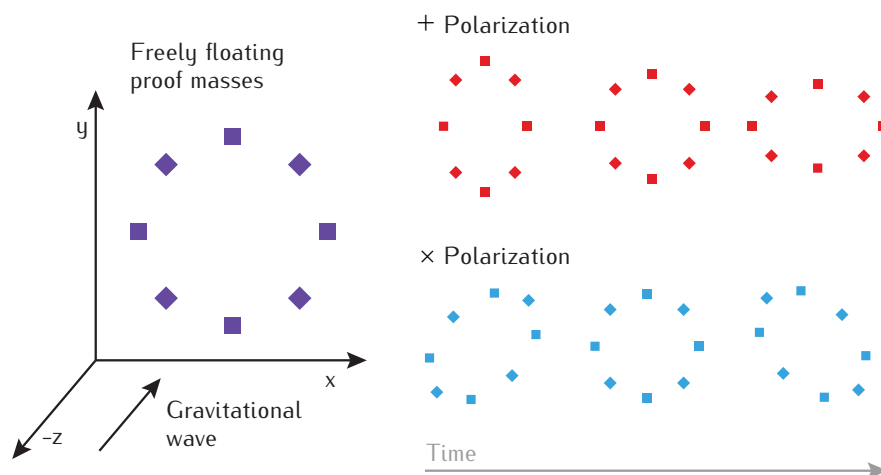 Freely floating
proof masses
y
x
-z
Gravitational
wave
+ Polarization
× Polarization
Time